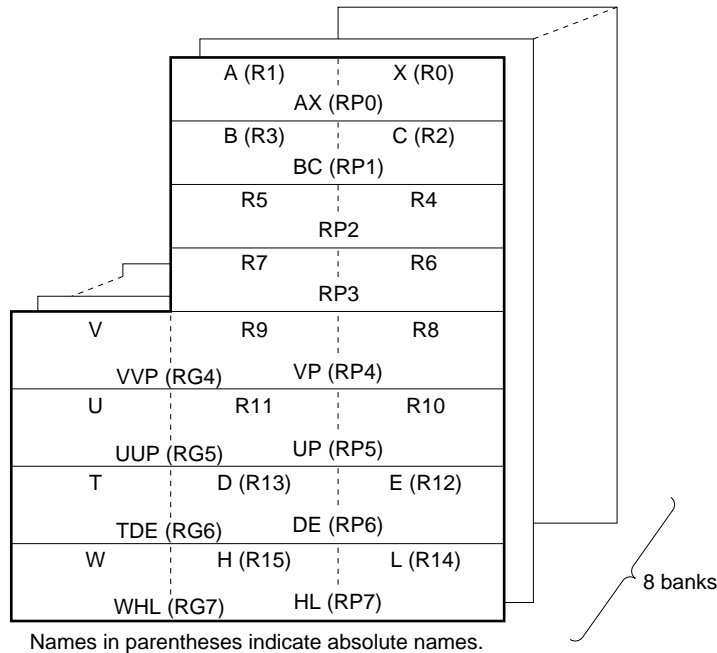 A (R1) X (R0)
AX (RP0)
B (R3) C (R2)
BC (RP1)
R5 R4
RP2
R7 R6
RP3
V R9 R8
VVP (RG4) VP (RP4)
U R11 R10
UUP (RG5) UP (RP5)
T D (R13) E (R12)
TDE (RG6) DE (RP6)
W H (R15) L (R14)
WHL (RG7) HL (RP7)
8 banks
Names in parentheses indicate absolute names.